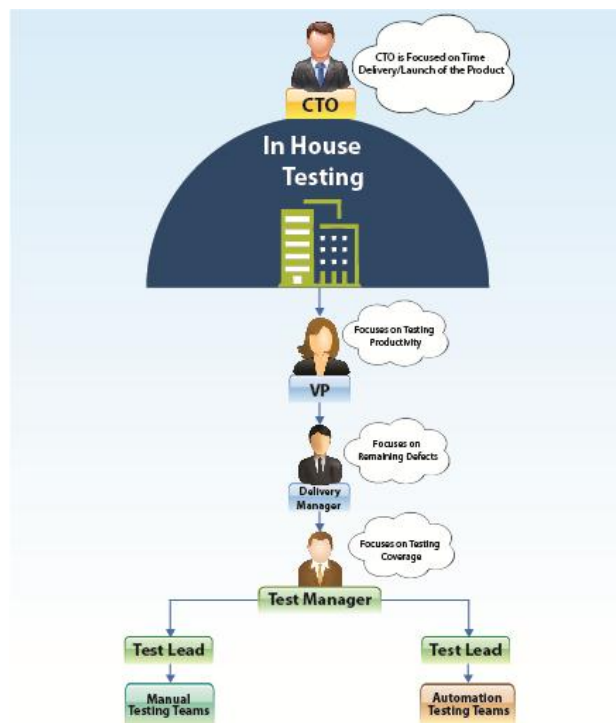 CTO is Focused on Time
Delivery/Launch of the Product
CTO
In House
Testing
Focuses on Testing
Productivity
VP
Focuses on
Remaining Defects
Delivery
Manager
Focuses on Testing
Coverage
Test Manager
Test Lead
Test Lead
Manual
Testing Teams
Automation
Testing Teams